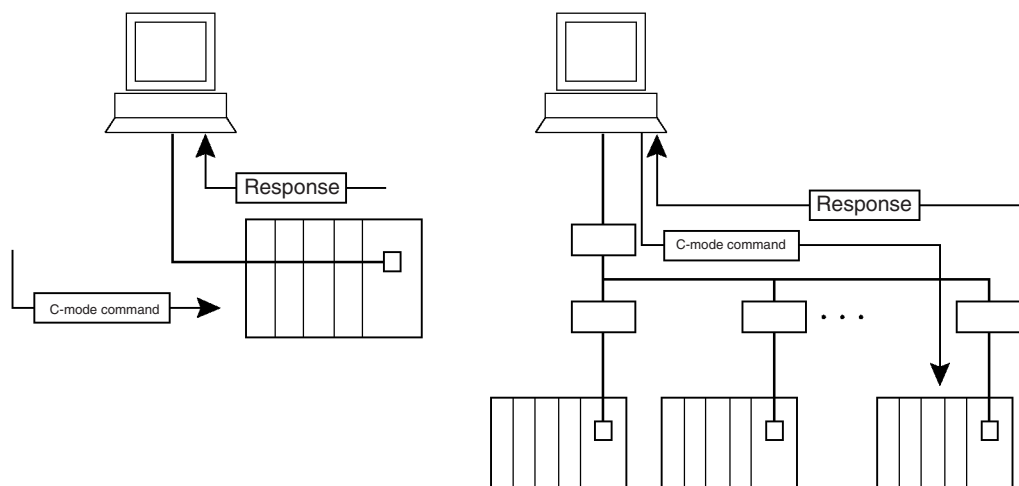 Response
C-mode command
Response
C-mode command
. . .